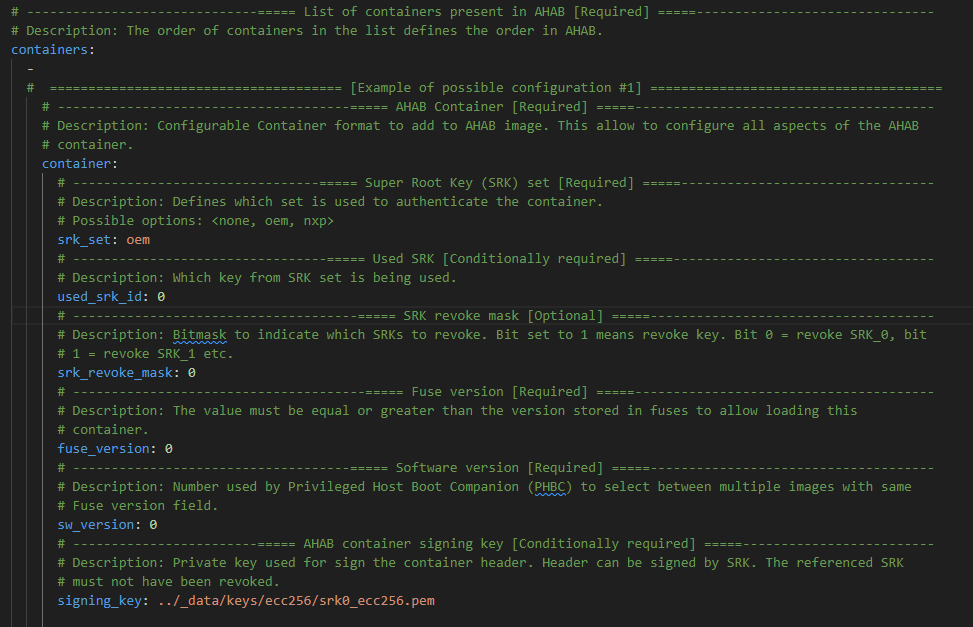 # ------------------------------===== List of containers present in AHAB [Required] =====-------------------------------
# Description: The order of containers in the list defines the order in AHAB.
containers:
-
# ====================================== [Example of possible configuration #1] ======================================
# --------------------------------------===== AHAB Container [Required] =====---------------------------------------
# Description: Configurable Container format to add to AHAB image. This allow to configure all aspects of the AHAB
# container.
container:
# --------------------------------===== Super Root Key (SRK) set [Required] =====---------------------------------
# Description: Defines which set is used to authenticate the container.
# Possible options: <none, oem, nxp>
srk_set: oem
# ---------------------------------===== Used SRK [Conditionally required] =====----------------------------------
# Description: Which key from SRK set is being used.
used_srk_id: 0
# -------------------------------------===== SRK revoke mask [Optional] =====-------------------------------------
# Description: Bitmask to indicate which SRKs to revoke. Bit set to 1 means revoke key. Bit 0 = revoke SRK_0, bit
# 1 = revoke SRK_1 etc.
srk_revoke_mask: 0
# --------------------------------------===== Fuse version [Required] =====---------------------------------------
# Description: The value must be equal or greater than the version stored in fuses to allow loading this
# container.
fuse_version: 0
# ------------------------------------===== Software version [Required] =====-------------------------------------
# Description: Number used by Privileged Host Boot Companion (PHBC) to select between multiple images with same
# Fuse version field.
sw_version: 0
# ------------------------===== AHAB container signing key [Conditionally required] =====-------------------------
# Description: Private key used for sign the container header. Header can be signed by SRK. The referenced SRK
# must not have been revoked.
signing_key: ../_data/keys/ecc256/srk0_ecc256.pem